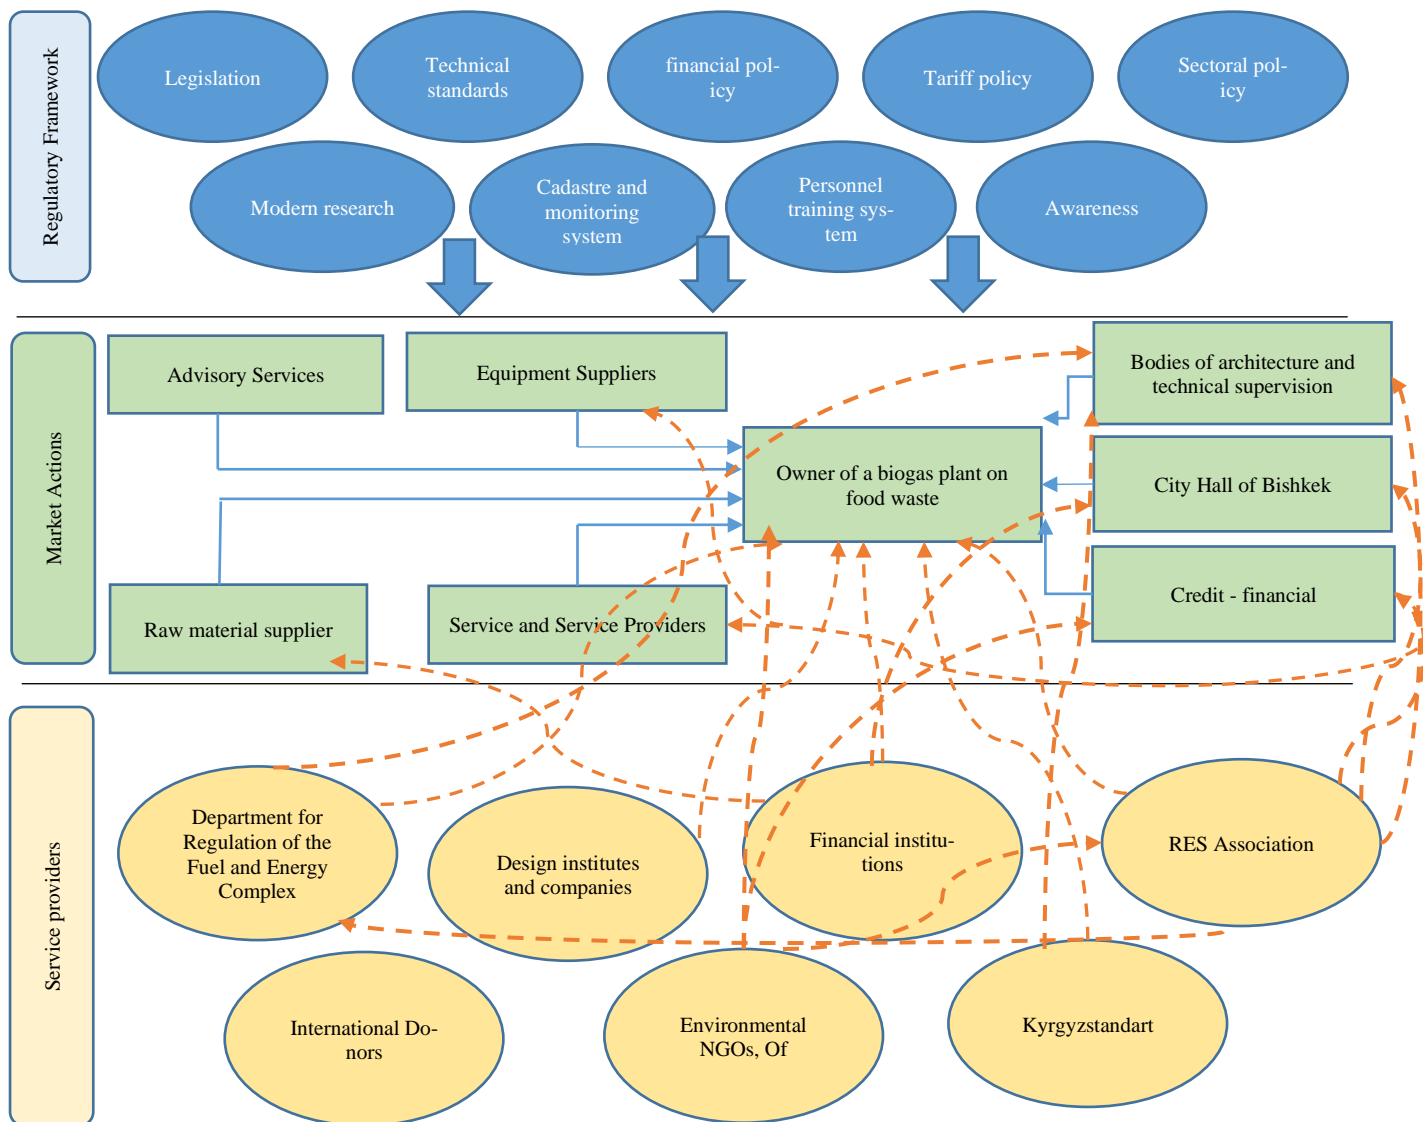 Regulatory Framework
Legislation
Technical
standards
financial pol-
icy
Tariff policy
Sectoral pol-
icy
Modern research
Cadastre and
monitoring
system
Personnel
training sys-
tem
Awareness
Market Actions
Advisory Services
Equipment Suppliers
Bodies of architecture and
technical supervision
Owner of a biogas plant on
food waste
City Hall of Bishkek
Raw material supplier
Service and Service Providers
Credit - financial
Service providers
Department for
Regulation of the
Fuel and Energy
Complex
Design institutes
and companies
Financial institu-
tions
RES Association
International Do-
nors
Environmental
NGOs, Of
Kyrgyzstandart